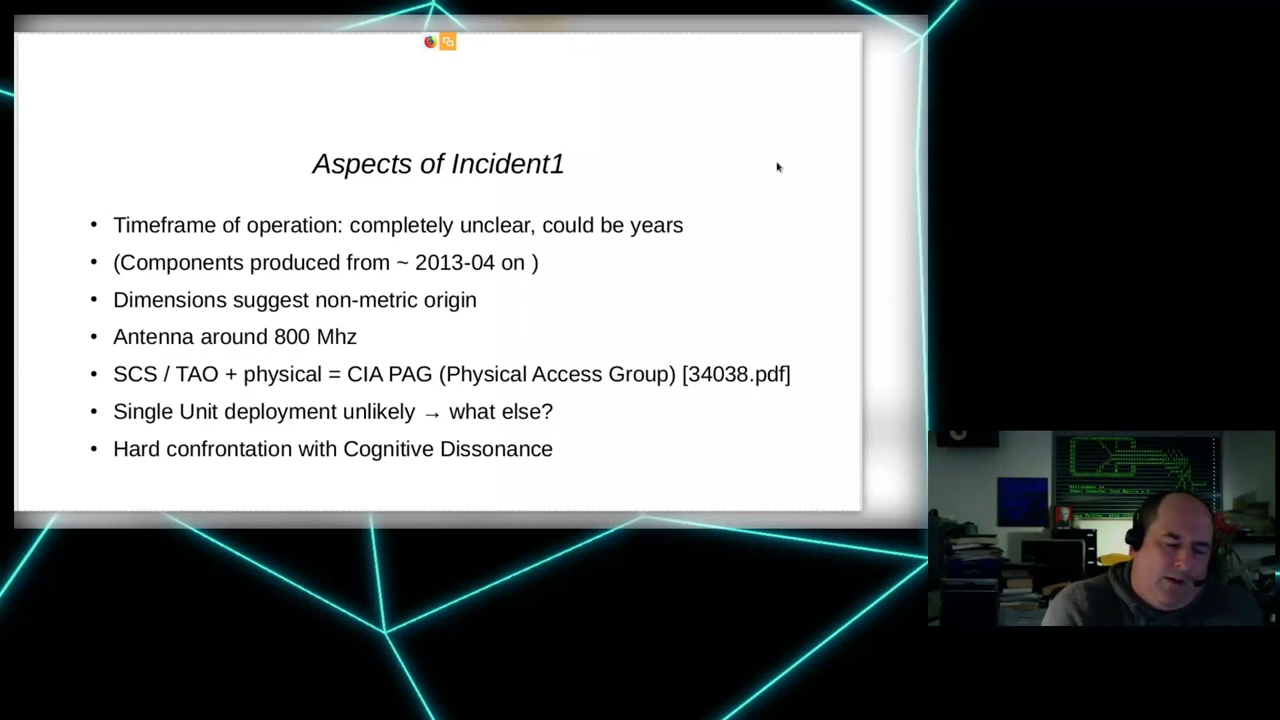 Aspects of Incident1
• Timeframe of operation: completely unclear, could be years
• (Components produced from ~ 2013-04 on )
• Dimensions suggest non-metric origin
• Antenna around 800 Mhz
• SCS / TAO + physical = CIA PAG (Physical Access Group) [34038.pdf]
• Single Unit deployment unlikely → what else?
• Hard confrontation with Cognitive Dissonance